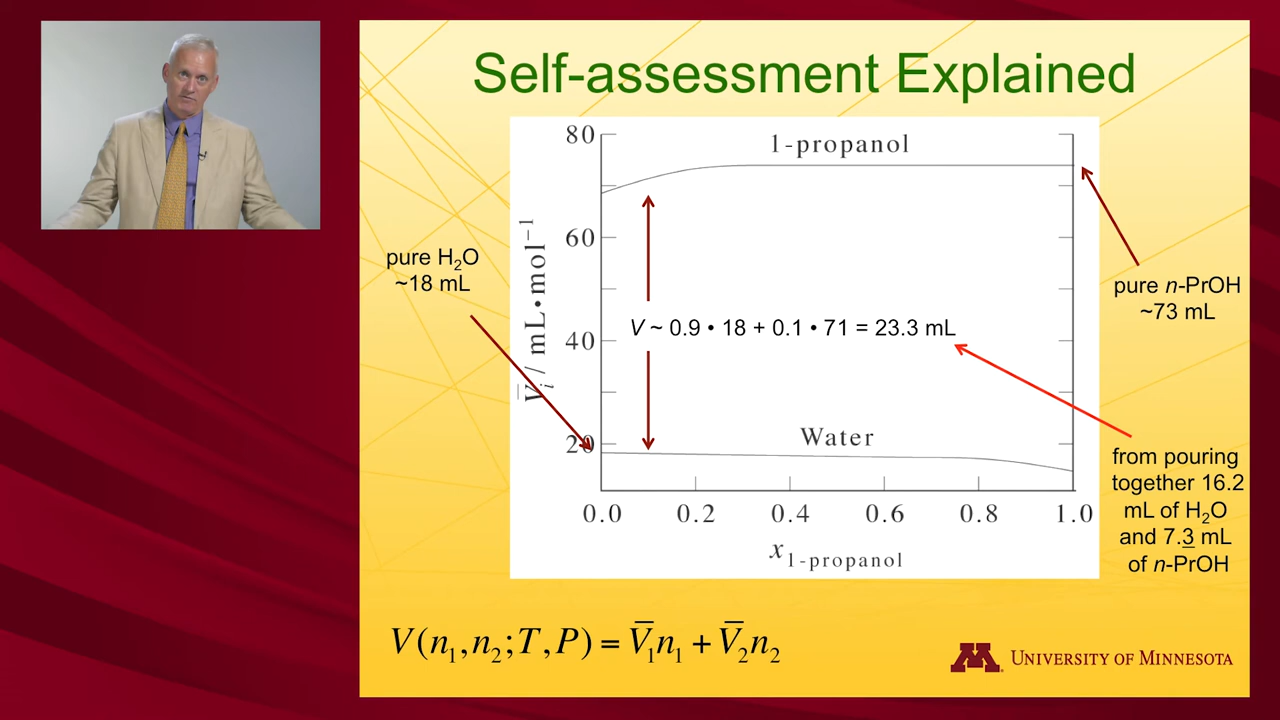 Self-assessment Explained
80
60
40
20
V̅ᵢ / mL•mol⁻¹
1-propanol
Water
0.0 0.2 0.4 0.6 0.8 1.0
x₁₋propanol
pure H₂O
~18 mL
V ~ 0.9 • 18 + 0.1 • 71 = 23.3 mL
pure n-PrOH
~73 mL
from pouring
together 16.2
mL of H₂O
and 7.3 mL
of n-PrOH
V(n₁,n₂;T,P) = V̅₁n₁ + V̅₂n₂
M
UNIVERSITY OF MINNESOTA